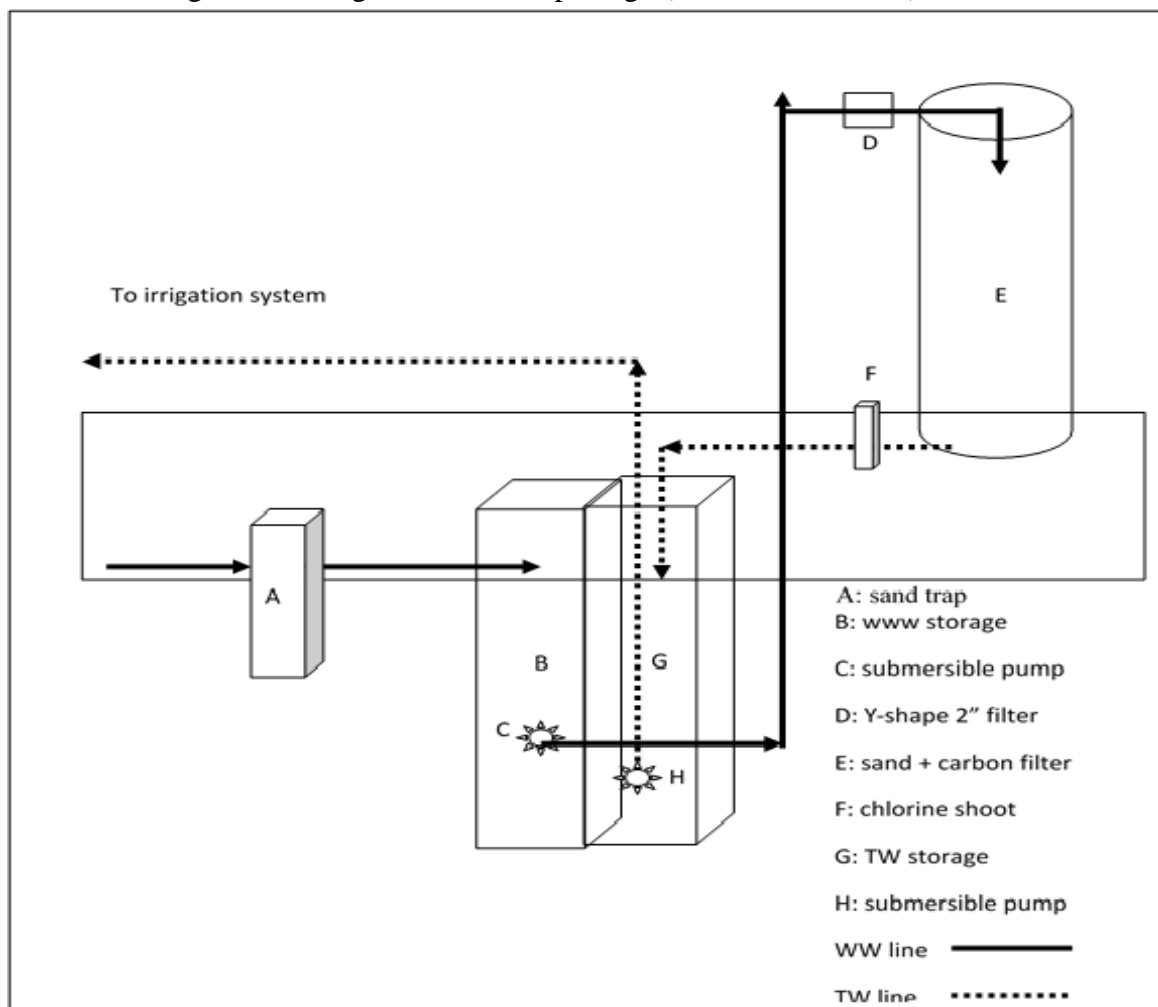 D
To irrigation system
E
F
A
B
G
C
H
A: sand trap
B: www storage
C: submersible pump
D: Y-shape 2” filter
E: sand + carbon filter
F: chlorine shoot
G: TW storage
H: submersible pump
WW line
TW line